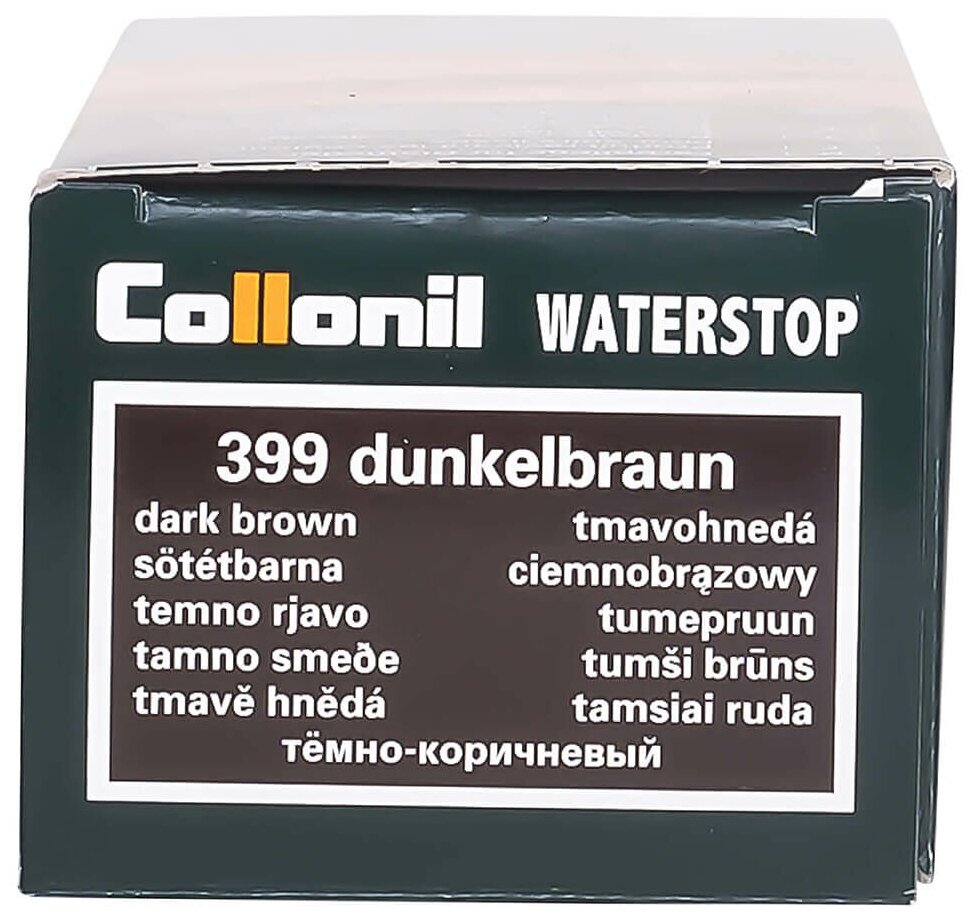 Collonil WATERSTOP
399 dunkelbraun
dark brown
sötétbarna
temno rjavo
tamno smeðe
tmavě hnědá
tmavohnedá
ciemnobrązowy
tumepruun
tumši brūns
tamsiai ruda
тёмно-коричневый